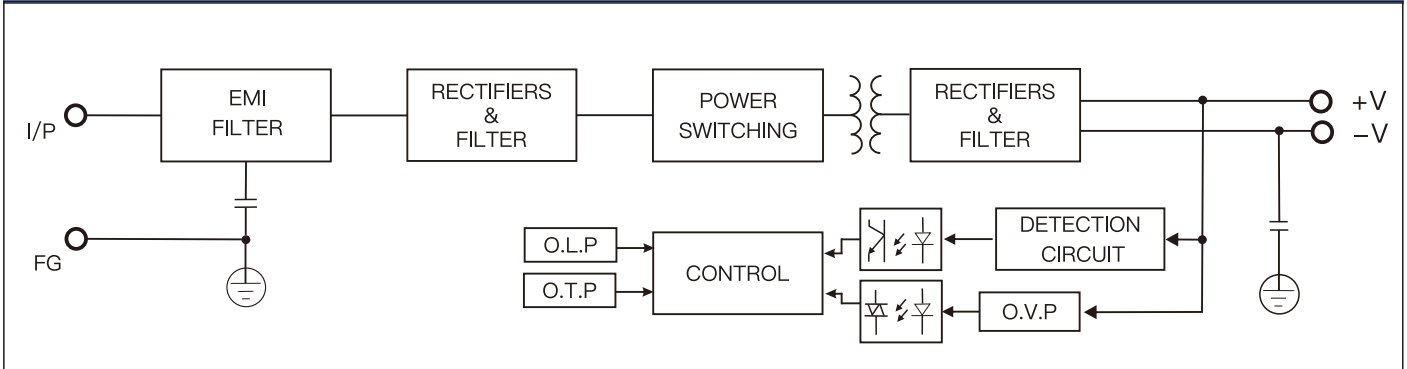 I/P
EMI
FILTER
RECTIFIERS
&
FILTER
POWER
SWITCHING
RECTIFIERS
&
FILTER
+V
-V
FG
O.L.P
O.T.P
CONTROL
DETECTION
CIRCUIT
O.V.P